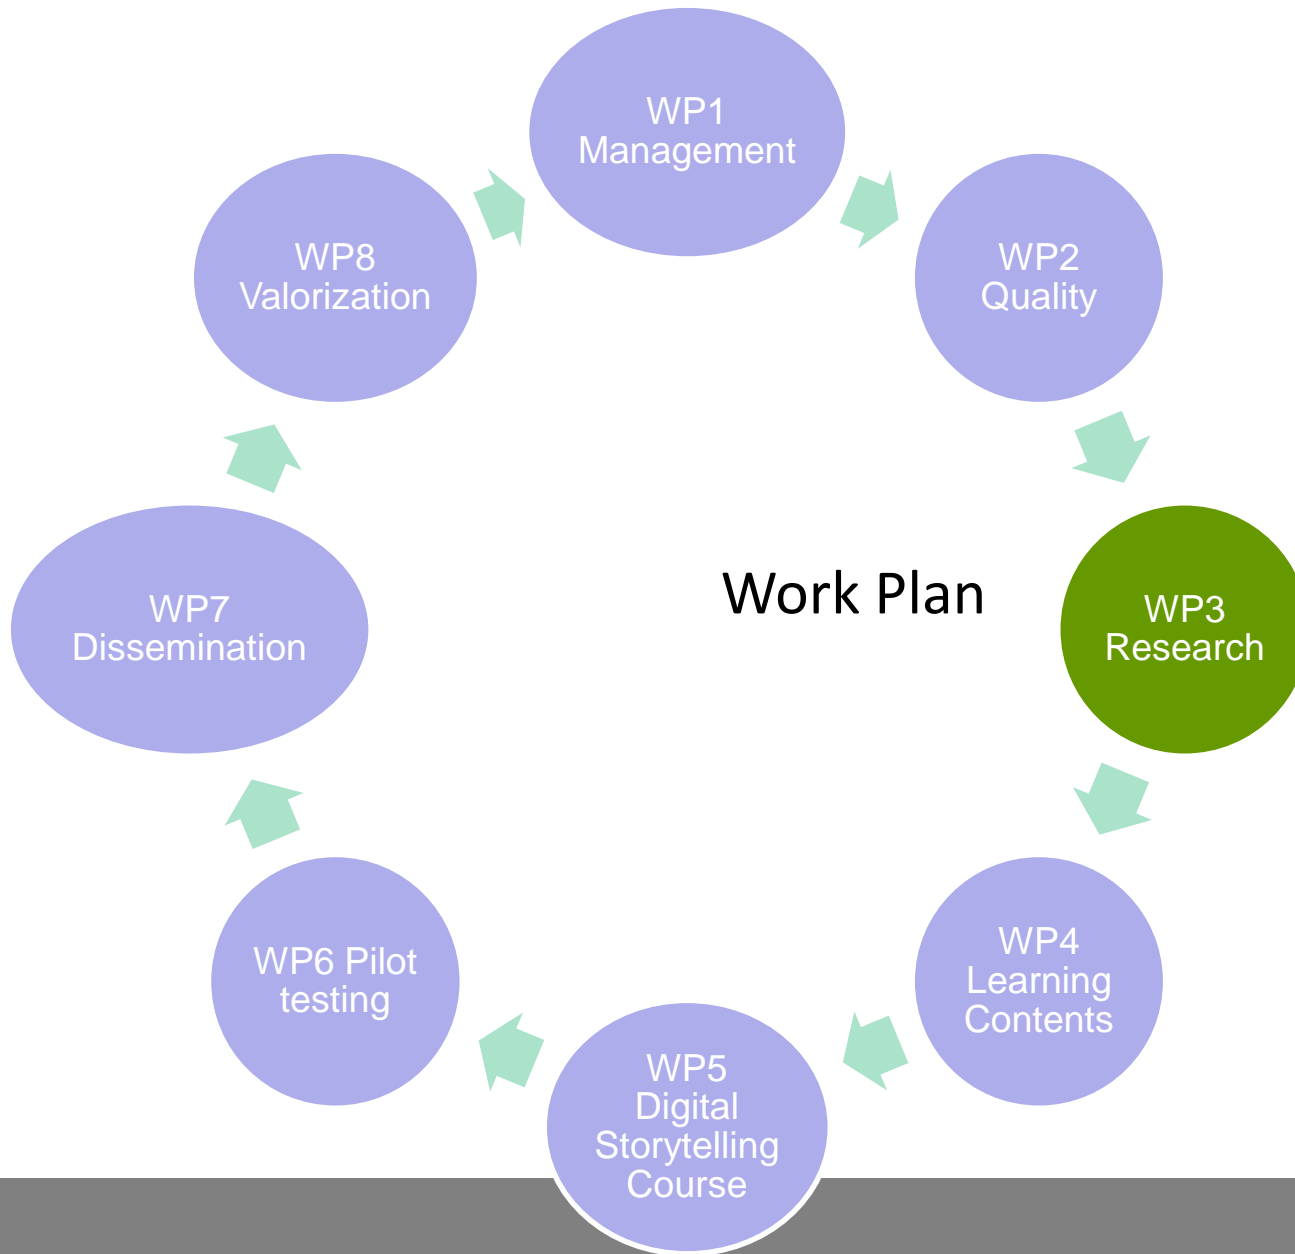 WP1
Management
WP2
Quality
WP3
Research
WP4
Learning
Contents
WP5
Digital
Storytelling
Course
WP6 Pilot
testing
WP7
Dissemination
WP8
Valorization
Work Plan